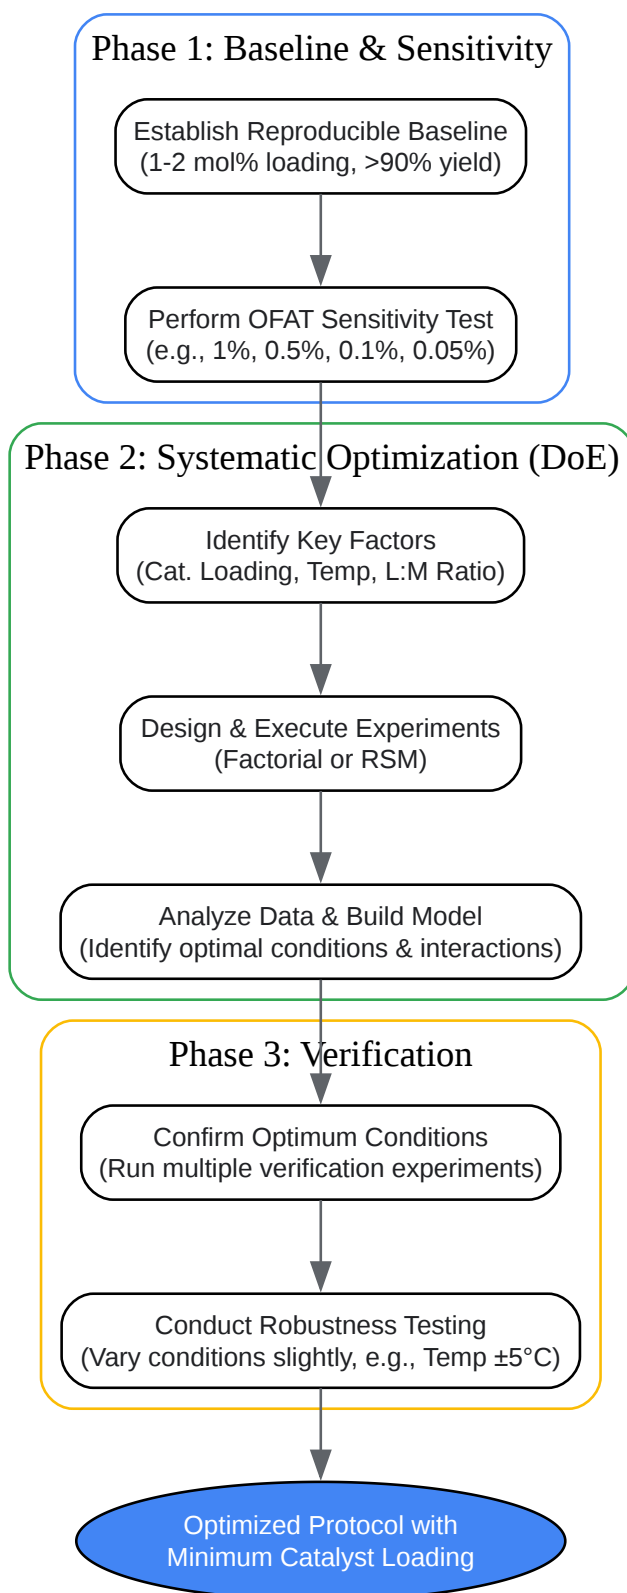 Phase 1: Baseline & Sensitivity
Establish Reproducible Baseline
(1-2 mol% loading, >90% yield)
Perform OFAT Sensitivity Test
(e.g., 1%, 0.5%, 0.1%, 0.05%)
Phase 2: Systematic Optimization (DoE)
Identify Key Factors
(Cat. Loading, Temp, L:M Ratio)
Design & Execute Experiments
(Factorial or RSM)
Analyze Data & Build Model
(Identify optimal conditions & interactions)
Phase 3: Verification
Confirm Optimum Conditions
(Run multiple verification experiments)
Conduct Robustness Testing
(Vary conditions slightly, e.g., Temp ±5°C)
Optimized Protocol with
Minimum Catalyst Loading